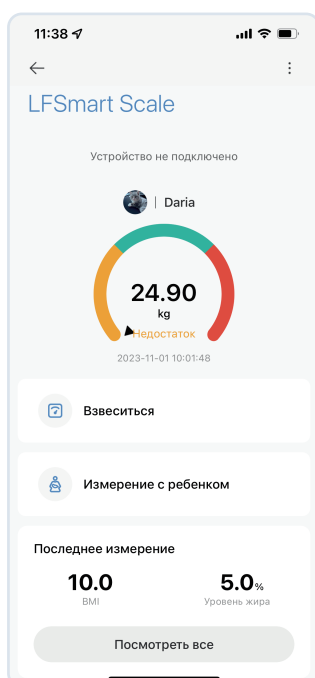 11:38
LFSmart Scale
Устройство не подключено
| Daria
24.90
kg
Недостаток
2023-11-01 10:01:48
Взвеситься
Измерение с ребенком
Последнее измерение
10.0 5.0%
BMI Уровень жира
Посмотреть все